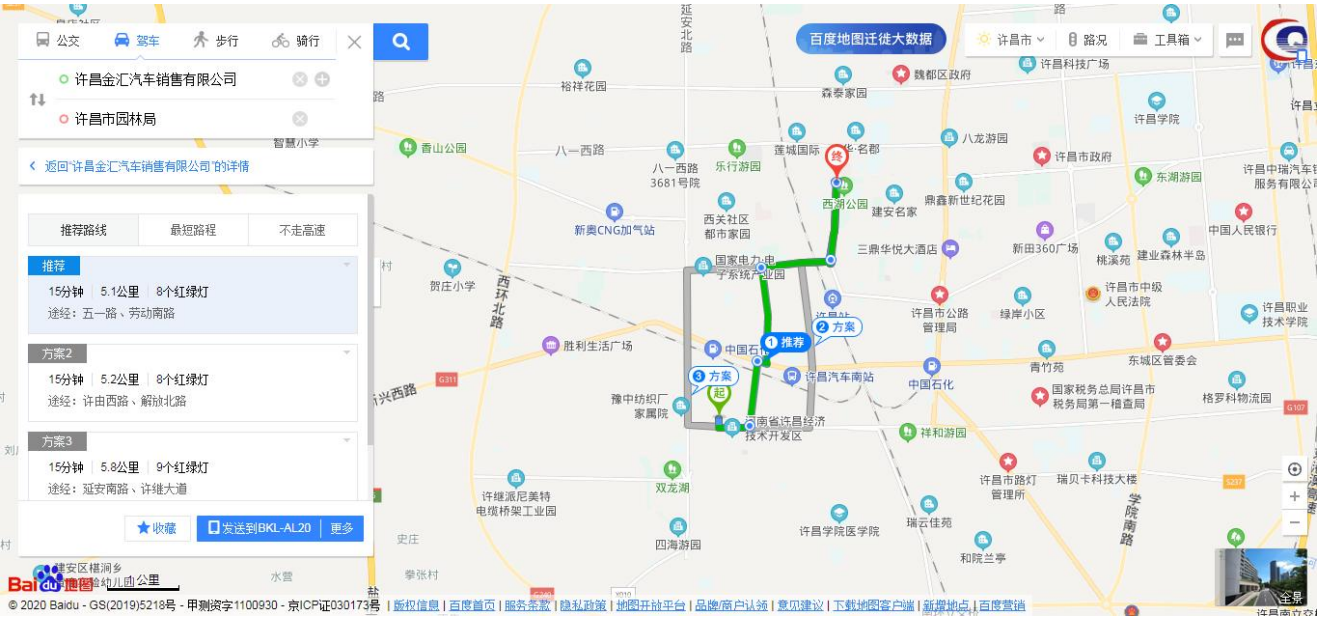 公交
驾车
步行
骑行
许昌金汇汽车销售有限公司
许昌市园林局
返回"许昌金汇汽车销售有限公司"的详情
推荐路线
最短路程
不走高速
推荐
15分钟 5.1公里 8个红绿灯
途经：五一路、劳动南路
方案2
15分钟 5.2公里 8个红绿灯
途经：许由西路、解放北路
方案3
15分钟 5.8公里 9个红绿灯
途经：延安南路、许继大道
收藏
发送到BKL-AL20
更多
百度地图迁徙大数据
许昌市
路况
工具箱
延安北路
路
裕祥花园
森泰家园
魏都区政府
许昌科技广场
许昌学院
路
智慧小学
香山公园
八一西路
八一西路
3681号院
乐行游园
莲城国际
华·名都
八龙游园
许昌市政府
东湖游园
许昌中瑞汽车销
服务有限公
终
西湖公园
建安名家
鼎鑫新世纪花园
中国人民银行
新奥CNG加气站
西关社区
都市家园
三鼎华悦大酒店
新田360广场
桃溪苑
建业森林半岛
国家电力·电
子系统产业园
村
贺庄小学
西环北路
许昌市公路
管理局
绿岸小区
许昌市中级
人民法院
许昌职业
技术学院
2 方案
1 推荐
3 方案
起
胜利生活广场
中国石化
许昌汽车南站
中国石化
青竹苑
东城区管委会
国家税务总局许昌市
税务局第一稽查局
格罗科物流园
G311
G107
兴西路
豫中纺织厂
家属院
河南省许昌经济
技术开发区
祥和游园
双龙湖
许昌市路灯
管理所
瑞贝卡科技大楼
S237
许继派尼美特
电缆桥架工业园
学院南路
四海游园
许昌学院医学院
瑞云佳苑
和院兰亭
史庄
拳张村
水营
村
建安区椹涧乡
1公里
Bai du 地图
全景
© 2020 Baidu - GS(2019)5218号 - 甲测资字1100930 - 京ICP证030173号 | 版权信息 | 百度首页 | 服务条款 | 隐私政策 | 地图开放平台 | 品牌/商户认领 | 意见建议 | 下载地图客户端 | 新增地点 | 百度营销